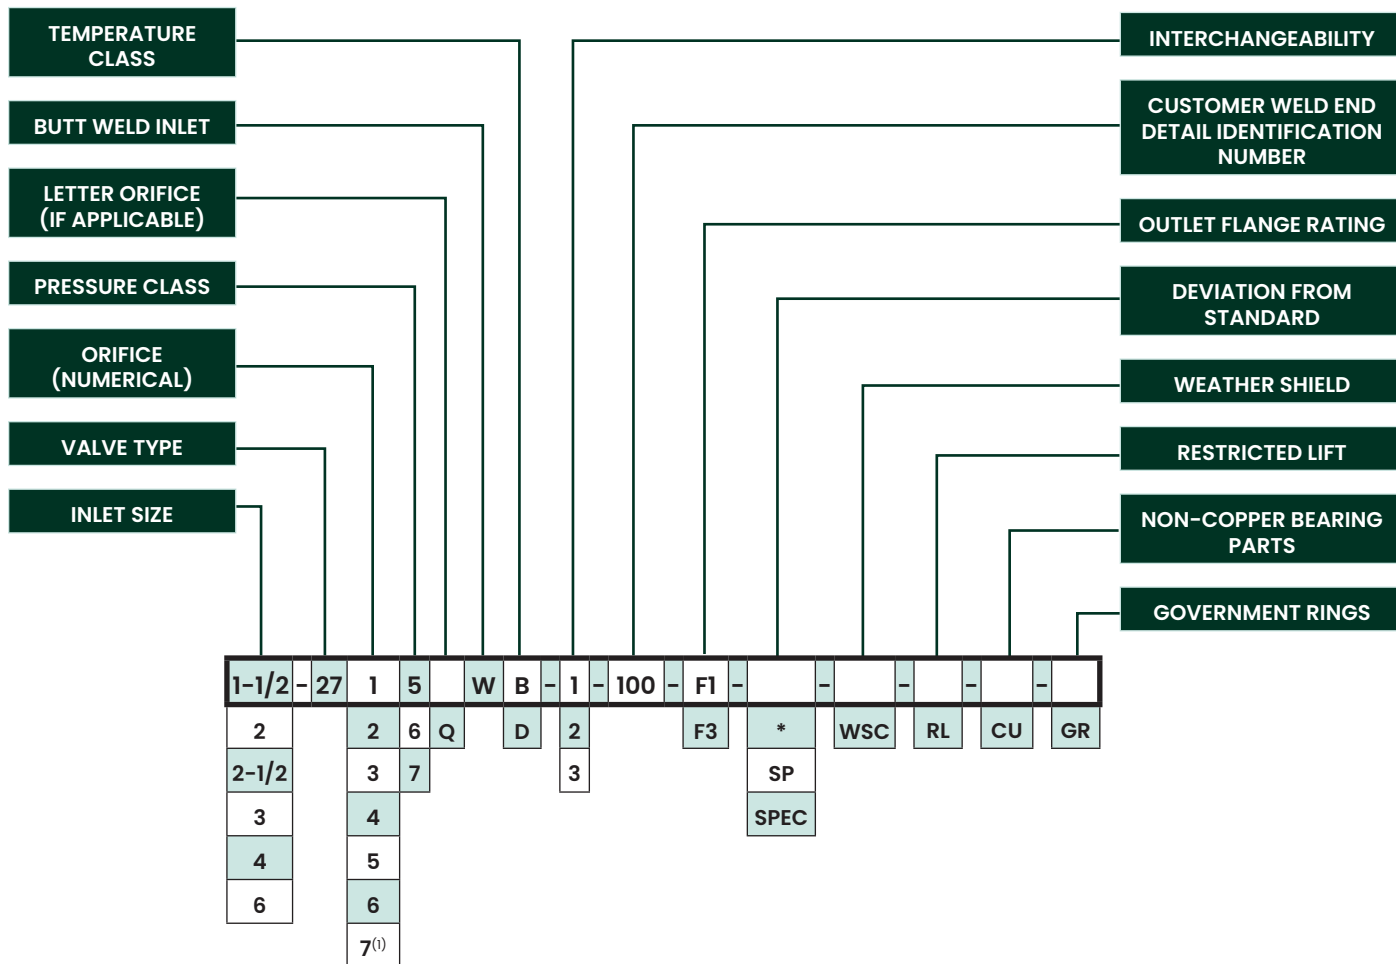 TEMPERATURE
CLASS
BUTT WELD INLET
LETTER ORIFICE
(IF APPLICABLE)
PRESSURE CLASS
ORIFICE
(NUMERICAL)
VALVE TYPE
INLET SIZE
INTERCHANGEABILITY
CUSTOMER WELD END
DETAIL IDENTIFICATION
NUMBER
OUTLET FLANGE RATING
DEVIATION FROM
STANDARD
WEATHER SHIELD
RESTRICTED LIFT
NON-COPPER BEARING
PARTS
GOVERNMENT RINGS
1-1/2 - 27 1 5 W B - 1 - 100 - F1 - - - - -
2 2 6 Q D 2 F3 * WSC RL CU GR
2-1/2 3 7 3 SP
3 4 SPEC
4 5
6 6
7(1)